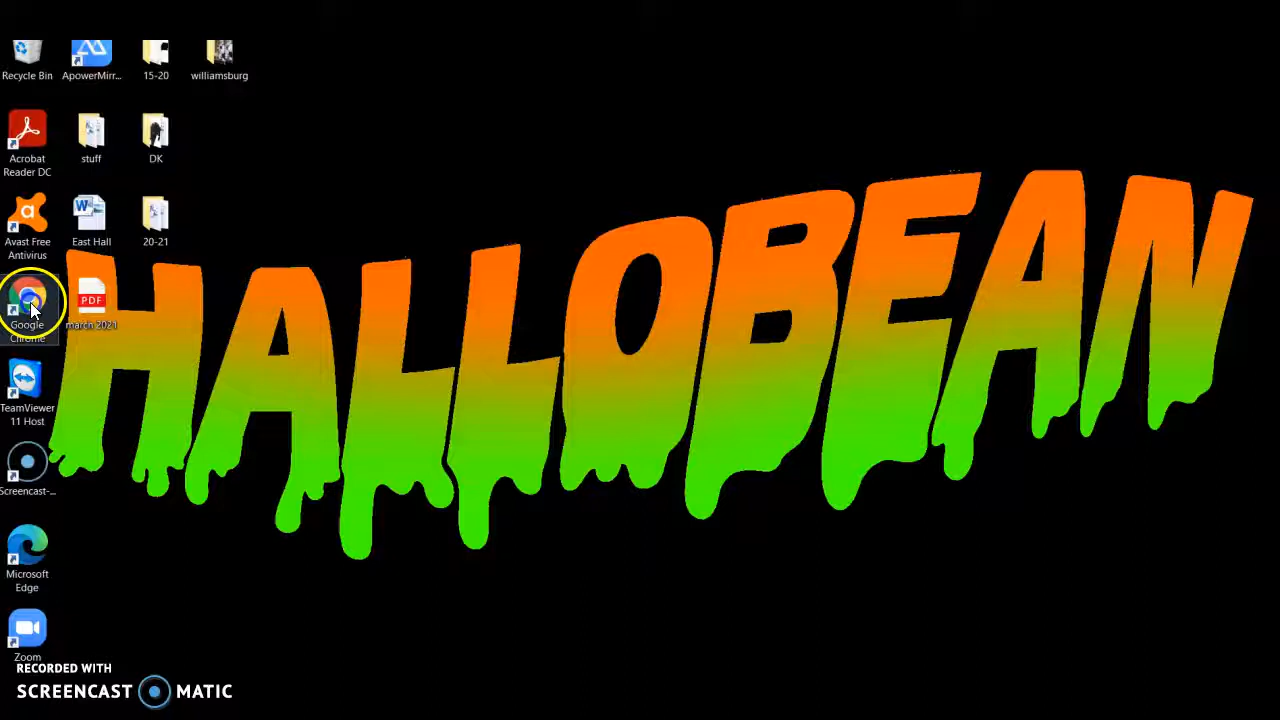 Recycle Bin
ApowerMirr...
15-20
williamsburg
Acrobat
Reader DC
stuff
DK
Avast Free
Antivirus
East Hall
20-21
Google
Chrome
PDF
march 2021
HALLOBEAN
TeamViewer
11 Host
Screencast-...
Microsoft
Edge
Zoom
RECORDED WITH
SCREENCAST MATIC